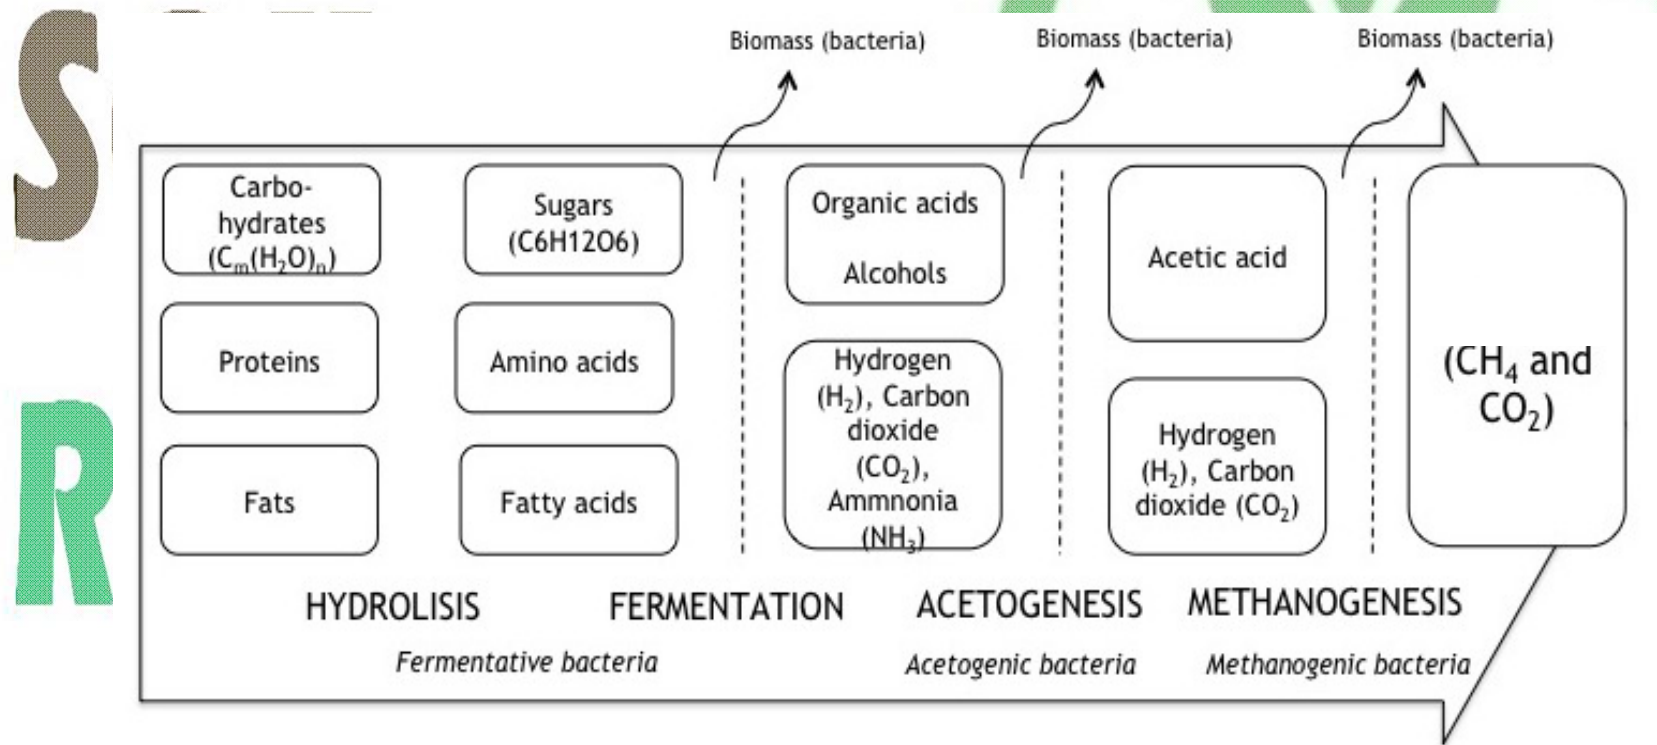 Biomass (bacteria)
Biomass (bacteria)
Biomass (bacteria)
Carbo-
hydrates
(Cₘ(H₂O)ₙ)
Sugars
(C6H12O6)
Organic acids
Alcohols
Acetic acid
Proteins
Amino acids
Hydrogen
(H₂), Carbon
dioxide
(CO₂),
Ammnonia
(NH₃)
Hydrogen
(H₂), Carbon
dioxide (CO₂)
(CH₄ and
CO₂)
Fats
Fatty acids
HYDROLISIS
FERMENTATION
ACETOGENESIS
METHANOGENESIS
Fermentative bacteria
Acetogenic bacteria
Methanogenic bacteria
S
R